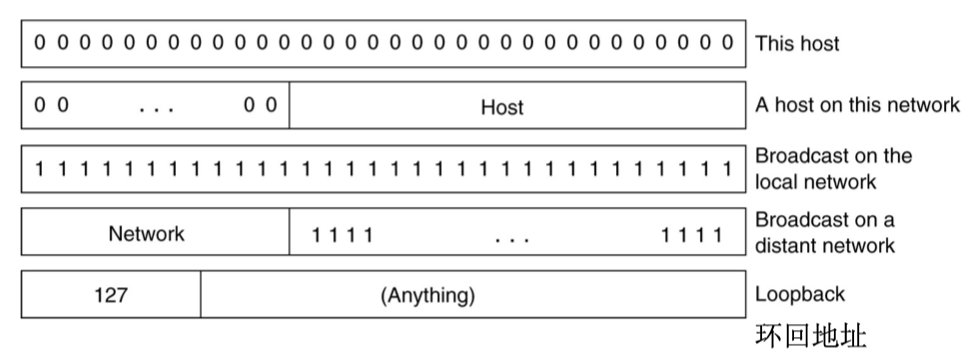 0 0 0 0 0 0 0 0 0 0 0 0 0 0 0 0 0 0 0 0 0 0 0 0 0 0 0 0 0 0 0 0 This host
0 0 ... 0 0 Host A host on this network
1 1 1 1 1 1 1 1 1 1 1 1 1 1 1 1 1 1 1 1 1 1 1 1 1 1 1 1 1 1 1 1 Broadcast on the
local network
Network 1 1 1 1 ... 1 1 1 1 Broadcast on a
distant network
127 (Anything) Loopback
环回地址